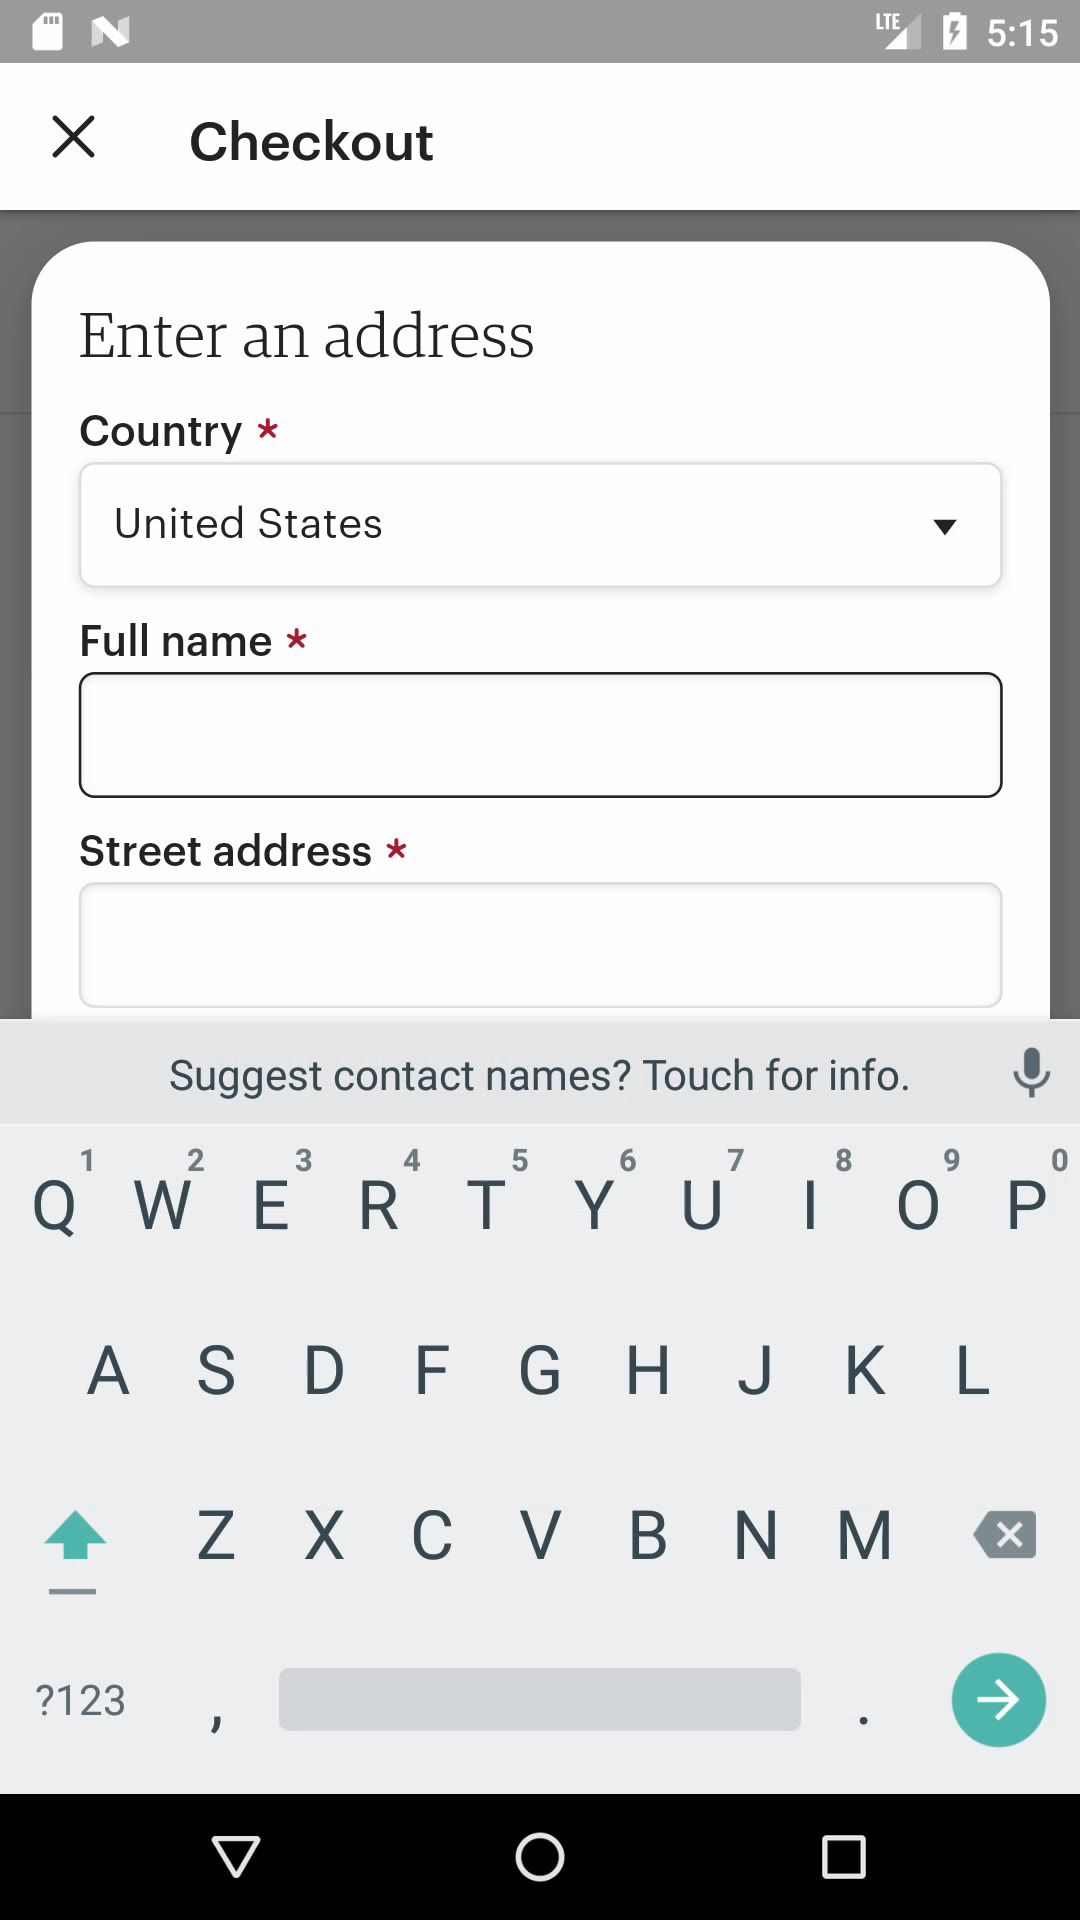 LTE 5:15
Checkout
Enter an address
Country *
United States
Full name *
Street address *
Suggest contact names? Touch for info.
1 2 3 4 5 6 7 8 9 0
Q W E R T Y U I O P
A S D F G H J K L
Z X C V B N M
?123 , .